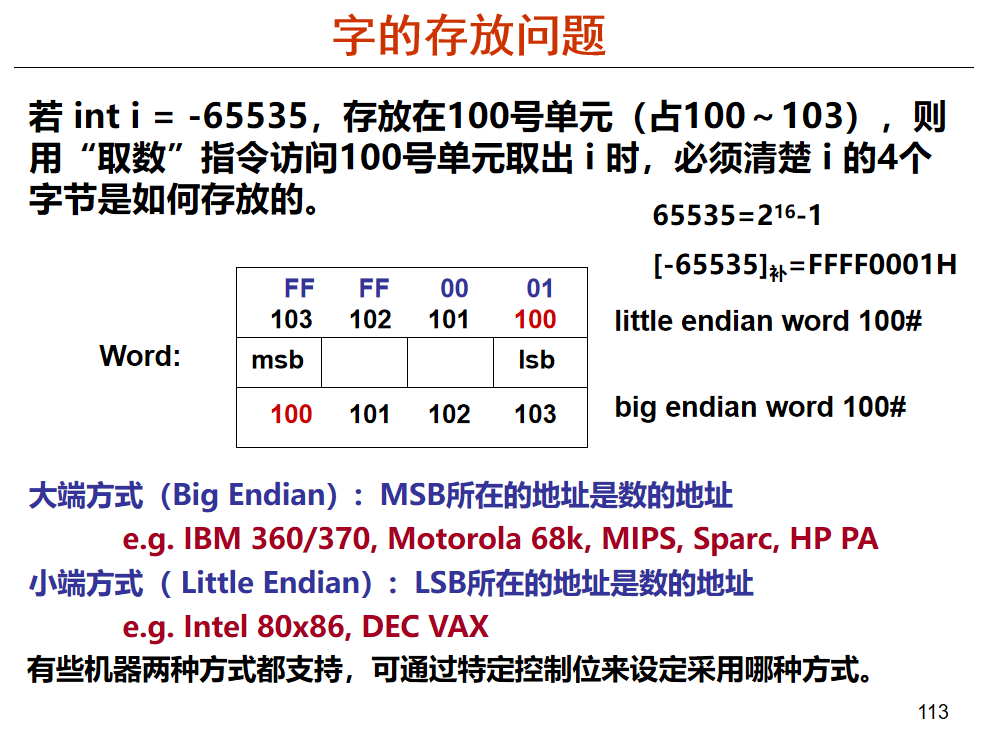 字的存放问题
若 int i = -65535，存放在100号单元（占100～103），则
用“取数”指令访问100号单元取出 i 时，必须清楚 i 的4个
字节是如何存放的。
65535=2¹⁶-1
[-65535]补=FFFF0001H
FF FF 00 01
103 102 101 100
little endian word 100#
Word:
msb lsb
100 101 102 103
big endian word 100#
大端方式（Big Endian）：MSB所在的地址是数的地址
e.g. IBM 360/370, Motorola 68k, MIPS, Sparc, HP PA
小端方式（ Little Endian）：LSB所在的地址是数的地址
e.g. Intel 80x86, DEC VAX
有些机器两种方式都支持，可通过特定控制位来设定采用哪种方式。
113